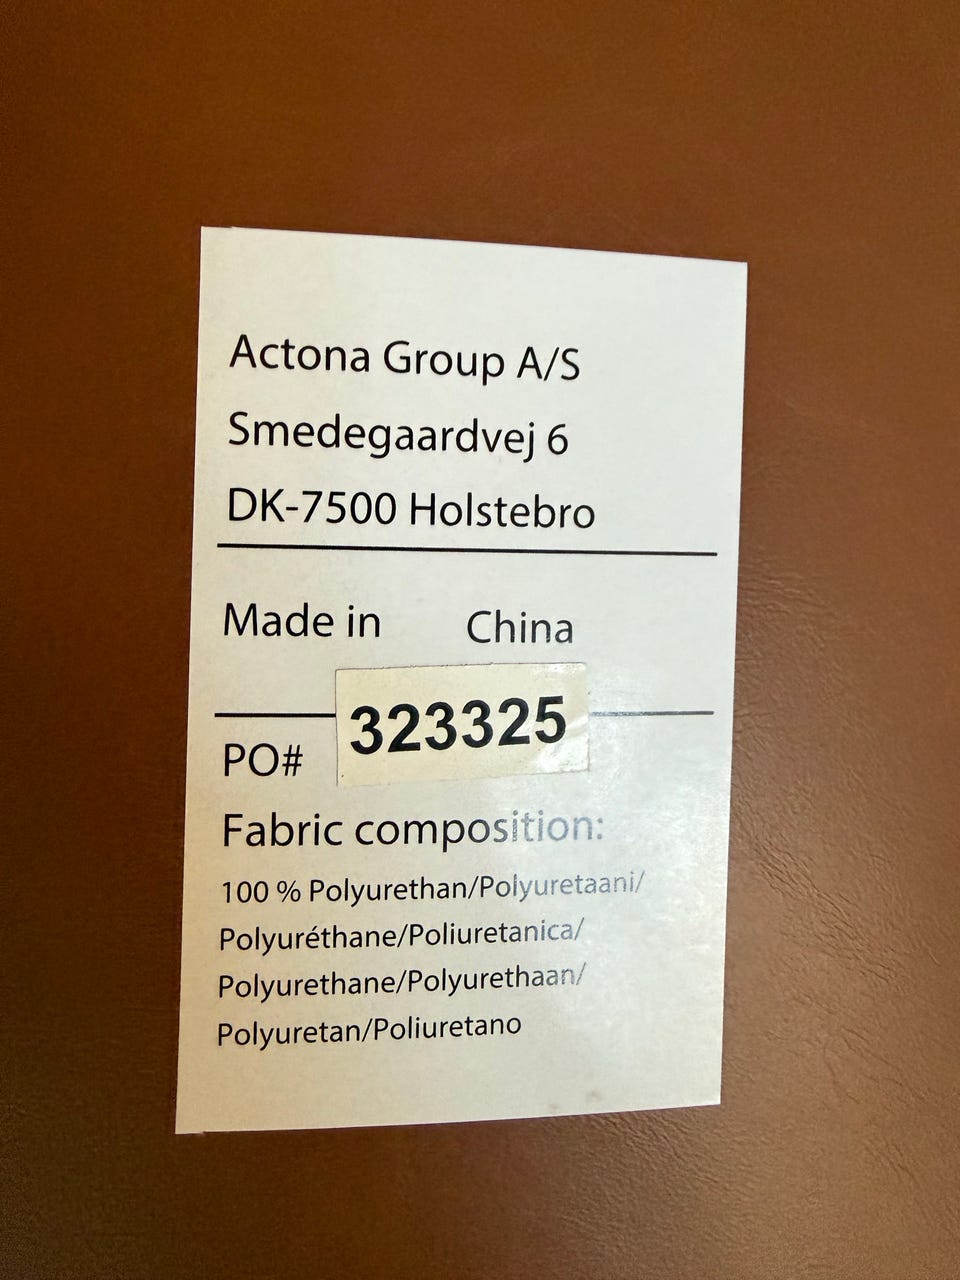 Actona Group A/S
Smedegaardvej 6
DK-7500 Holstebro
Made in China
323325
PO#
Fabric composition:
100 % Polyurethan/Polyuretaani/
Polyuréthane/Poliuretanica/
Polyurethane/Polyurethaan/
Polyuretan/Poliuretano